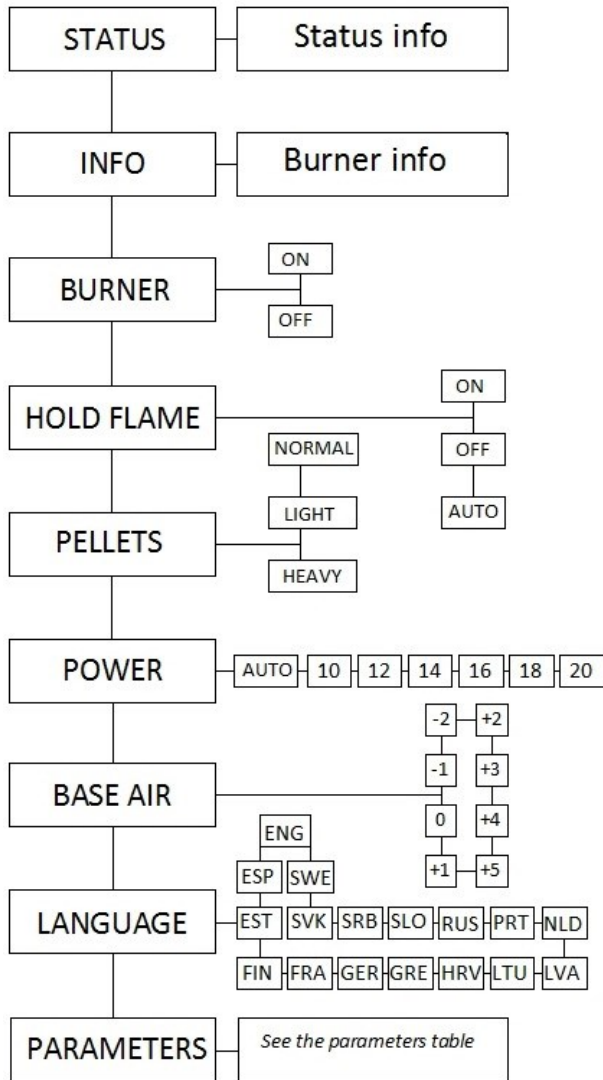 STATUS
Status info
INFO
Burner info
BURNER
ON
OFF
HOLD FLAME
ON
OFF
AUTO
PELLETS
NORMAL
LIGHT
HEAVY
POWER
AUTO 10 12 14 16 18 20
BASE AIR
-2 +2
-1 +3
0 +4
+1 +5
LANGUAGE
ENG
ESP SWE
EST SVK SRB SLO RUS PRT NLD
FIN FRA GER GRE HRV LTU LVA
PARAMETERS
See the parameters table